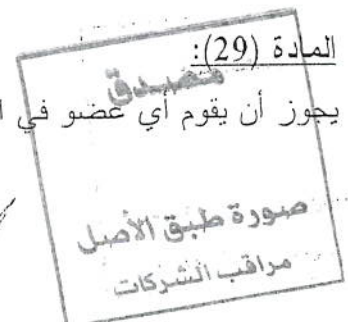 المادة (29):
مصدق
يجوز أن يقوم أي عضو في
صورة طبق الأصل
مراقب الشركات